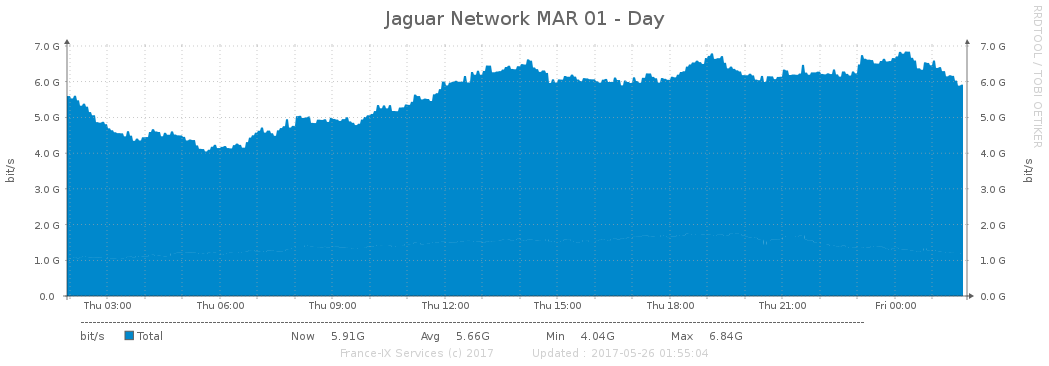 Jaguar Network MAR 01 - Day
RRDTOOL / TOBI OETIKER
7.0 G 7.0 G
6.0 G 6.0 G
5.0 G 5.0 G
4.0 G 4.0 G
bit/s bit/s
3.0 G 3.0 G
2.0 G 2.0 G
1.0 G 1.0 G
0.0 0.0 G
Thu 03:00 Thu 06:00 Thu 09:00 Thu 12:00 Thu 15:00 Thu 18:00 Thu 21:00 Fri 00:00
bit/s Total Now 5.91G Avg 5.66G Min 4.04G Max 6.84G
France-IX Services (c) 2017 Updated : 2017-05-26 01:55:04